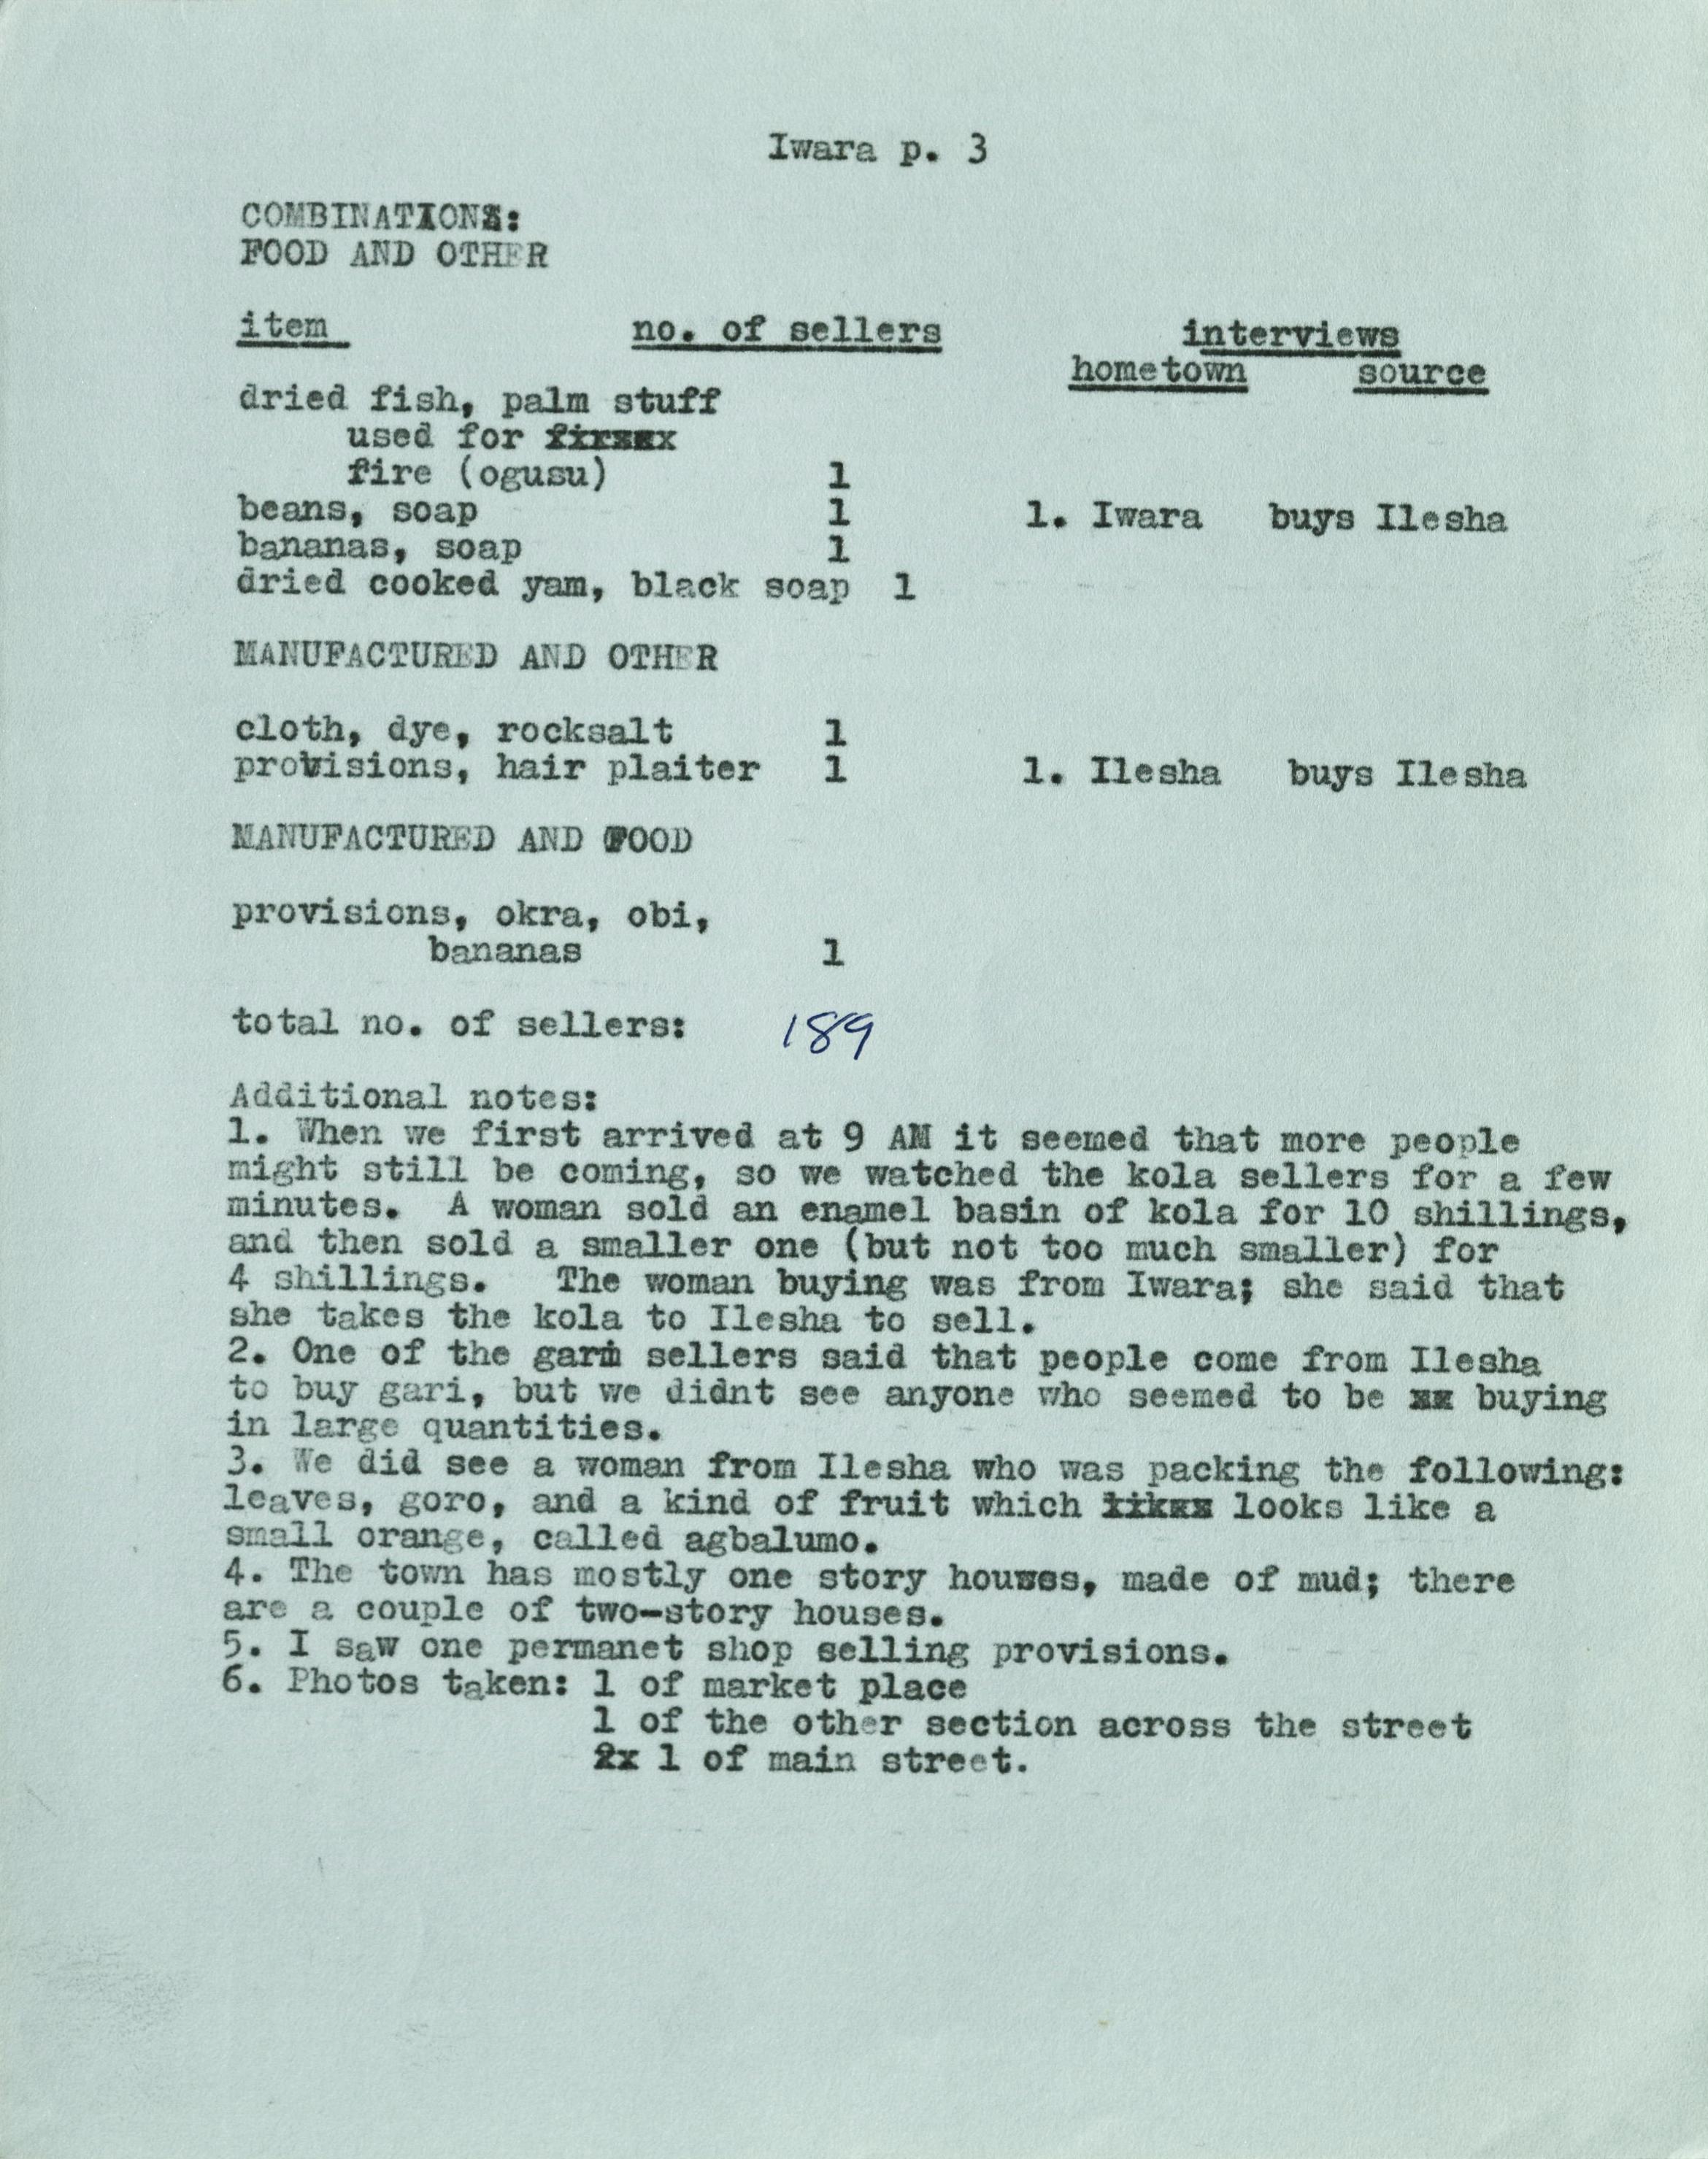 Iwara p. 3
COMBINATIONS:
FOOD AND OTHER
item no. of sellers interviews
hometown source
dried fish, palm stuff
used for
fire (ogusu) 1
beans, soap 1 1. Iwara buys Ilesha
bananas, soap 1
dried cooked yam, black soap 1
MANUFACTURED AND OTHER
cloth, dye, rocksalt 1
provisions, hair plaiter 1 1. Ilesha buys Ilesha
MANUFACTURED AND FOOD
provisions, okra, obi,
bananas 1
total no. of sellers: 189
Additional notes:
1. When we first arrived at 9 AM it seemed that more people
might still be coming, so we watched the kola sellers for a few
minutes. A woman sold an enamel basin of kola for 10 shillings,
and then sold a smaller one (but not too much smaller) for
4 shillings. The woman buying was from Iwara; she said that
she takes the kola to Ilesha to sell.
2. One of the gari sellers said that people come from Ilesha
to buy gari, but we didnt see anyone who seemed to be xx buying
in large quantities.
3. We did see a woman from Ilesha who was packing the following:
leaves, goro, and a kind of fruit which looks like a
small orange, called agbalumo.
4. The town has mostly one story houses, made of mud; there
are a couple of two-story houses.
5. I saw one permanet shop selling provisions.
6. Photos taken: 1 of market place
1 of the other section across the street
2x 1 of main street.